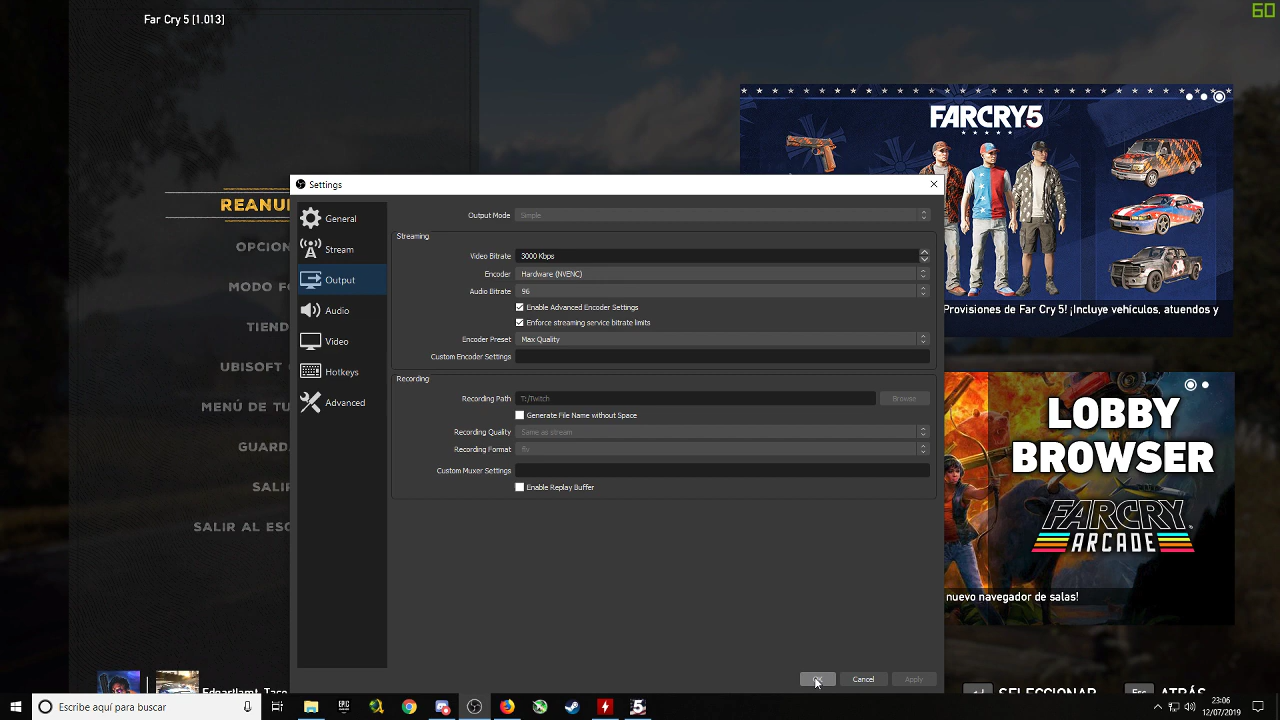 Far Cry 5 [1.013]
60
FARCRY5
Provisiones de Far Cry 5! ¡Incluye vehículos, atuendos y
LOBBY
BROWSER
FARCRY
ARCADE
nuevo navegador de salas!
REANU
OPCION
MODO F
TIEND
UBISOFT
MENÚ DE TU
GUARD
SALI
SALIR AL ESC
Settings
General
Stream
Output
Audio
Video
Hotkeys
Advanced
Output Mode Simple
Streaming
Video Bitrate 3000 Kbps
Encoder Hardware (NVENC)
Audio Bitrate 96
Enable Advanced Encoder Settings
Enforce streaming service bitrate limits
Encoder Preset Max Quality
Custom Encoder Settings
Recording
Recording Path T:/Twitch
Browse
Generate File Name without Space
Recording Quality Same as stream
Recording Format flv
Custom Muxer Settings
Enable Replay Buffer
OK Cancel Apply
SELECCIONAR
Esc ATRÁS
Escribe aquí para buscar
EPIC
23:06
12/07/2019